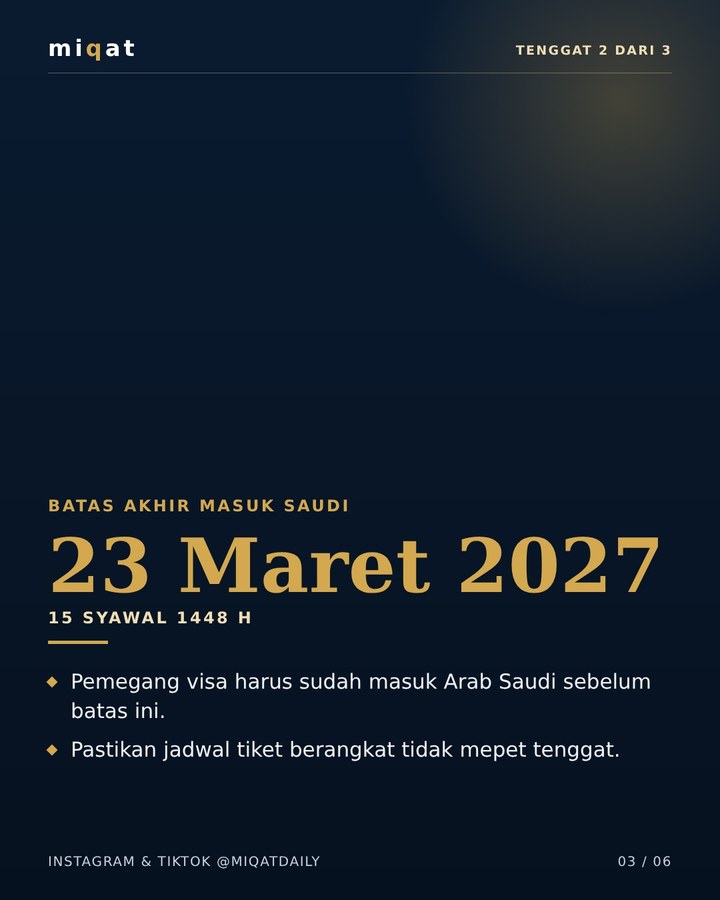 miqat
TENGGAT 2 DARI 3
BATAS AKHIR MASUK SAUDI
23 Maret 2027
15 SYAWAL 1448 H
Pemegang visa harus sudah masuk Arab Saudi sebelum
batas ini.
Pastikan jadwal tiket berangkat tidak mepet tenggat.
INSTAGRAM & TIKTOK @MIQATDAILY
03 / 06